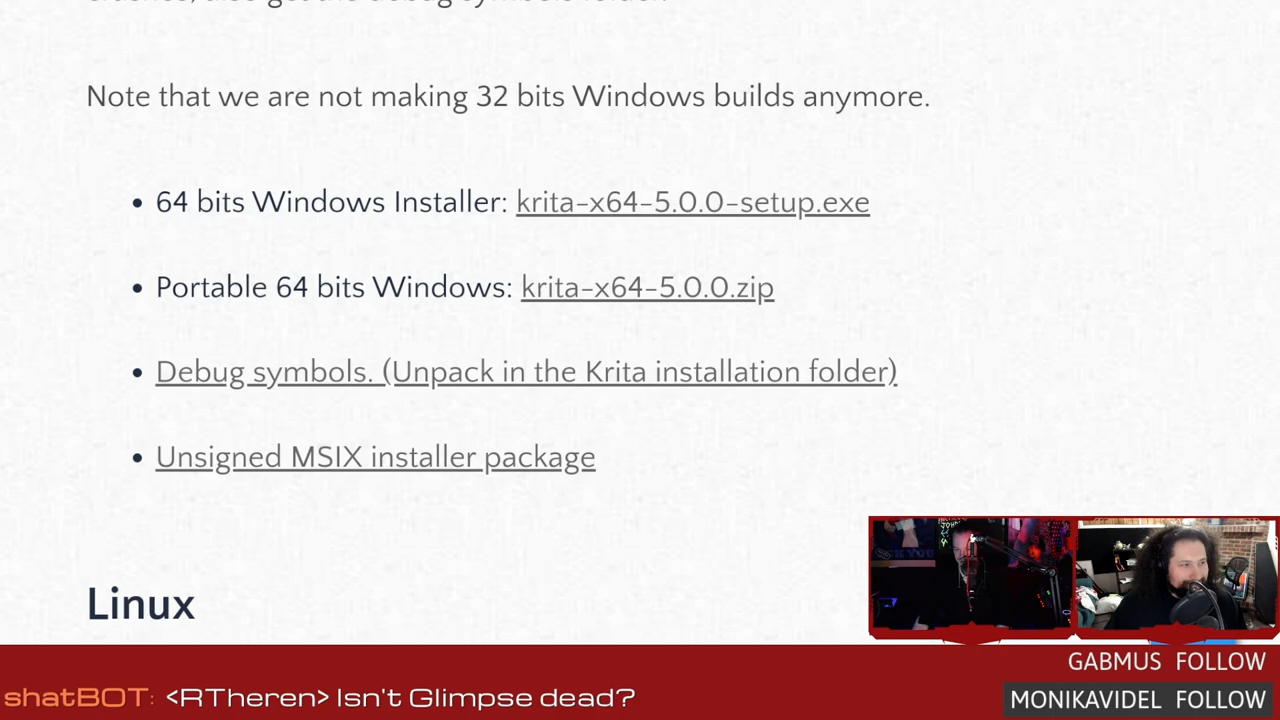 Note that we are not making 32 bits Windows builds anymore.
• 64 bits Windows Installer: krita-x64-5.0.0-setup.exe
• Portable 64 bits Windows: krita-x64-5.0.0.zip
• Debug symbols. (Unpack in the Krita installation folder)
• Unsigned MSIX installer package
Linux
GABMUS FOLLOW
shatBOT: <RTheren> Isn't Glimpse dead?
MONIKAVIDEL FOLLOW